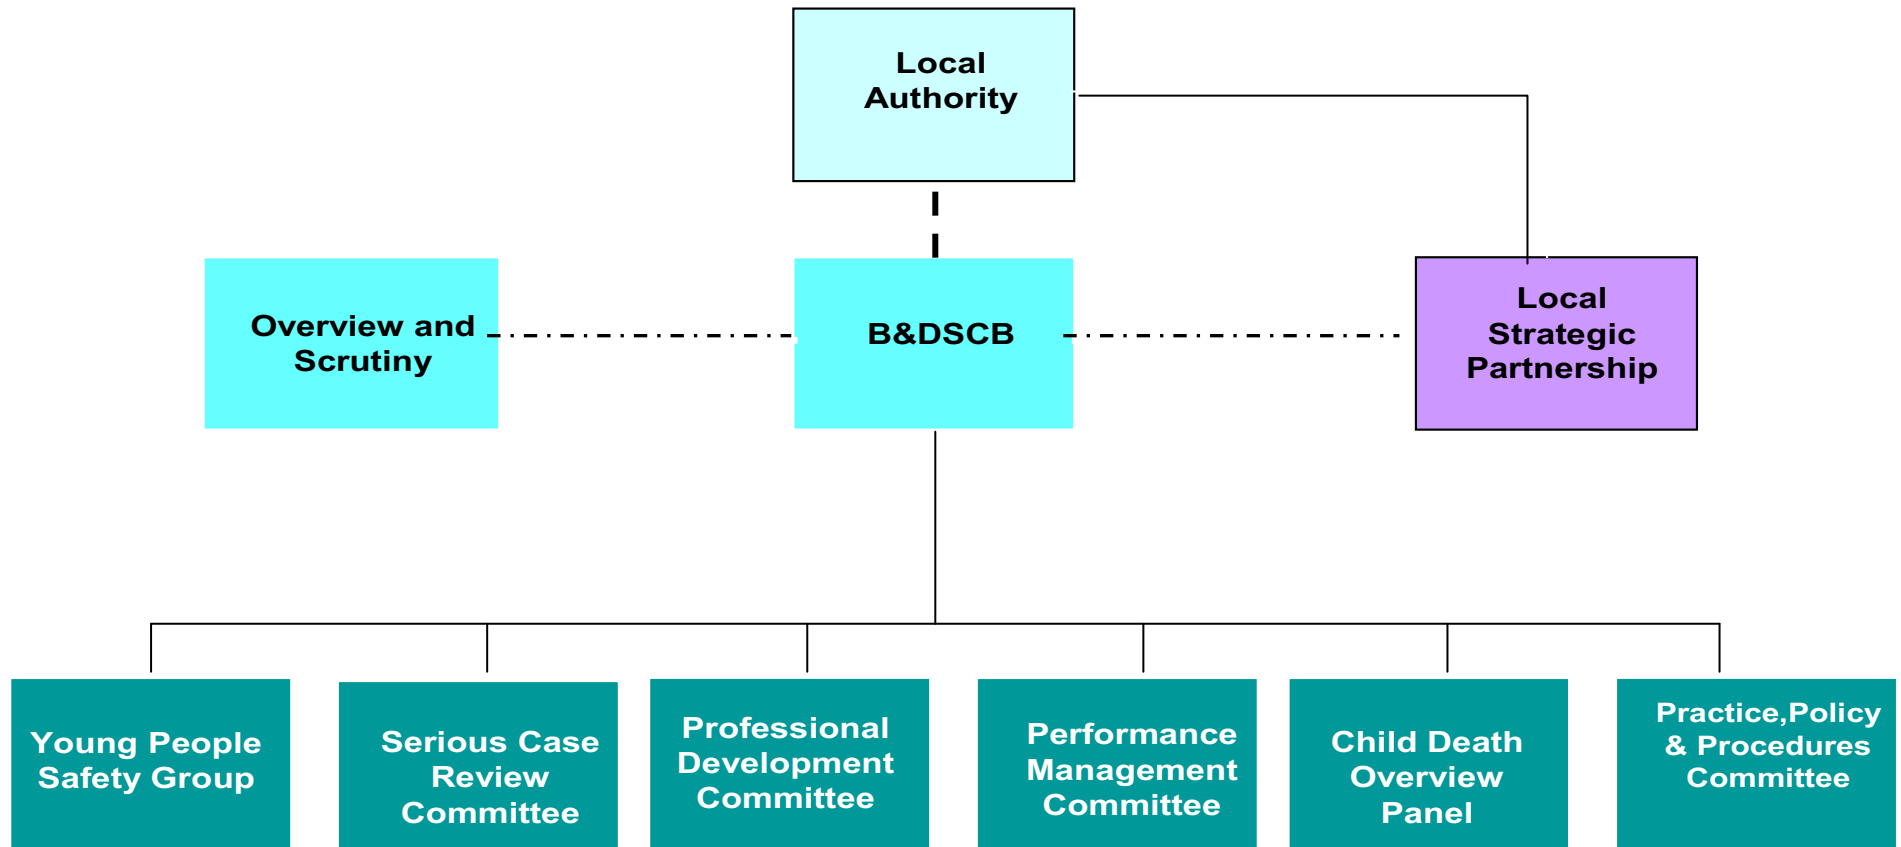 Local
Authority
Overview and
Scrutiny
B&DSCB
Local
Strategic
Partnership
Young People
Safety Group
Serious Case
Review
Committee
Professional
Development
Committee
Performance
Management
Committee
Child Death
Overview
Panel
Practice,Policy
& Procedures
Committee